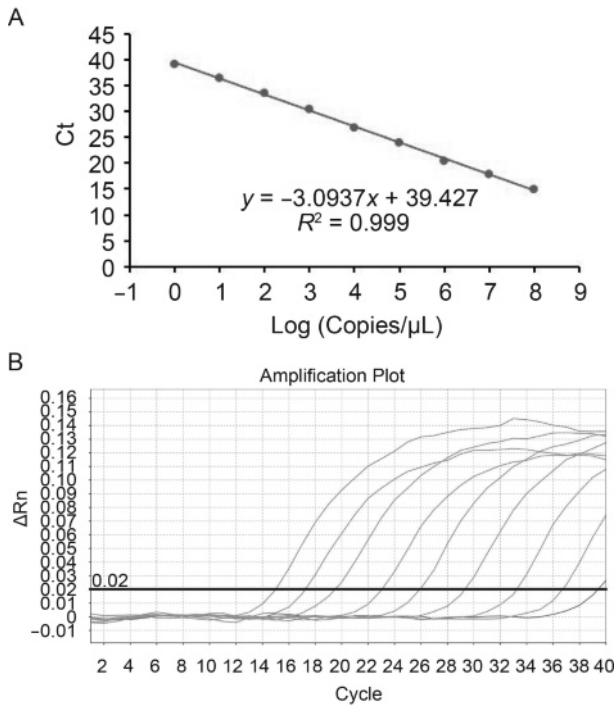 A
45
40
35
30
25
20
15
10
5
0
Ct
y = −3.0937x + 39.427
R² = 0.999
−1 0 1 2 3 4 5 6 7 8 9
Log (Copies/µL)
B
Amplification Plot
0.16
0.15
0.14
0.13
0.12
0.11
0.10
0.09
0.08
0.07
0.06
0.05
0.04
0.03
0.02
0.01
0
−0.01
ΔRn
0.02
2 4 6 8 10 12 14 16 18 20 22 24 26 28 30 32 34 36 38 40
Cycle